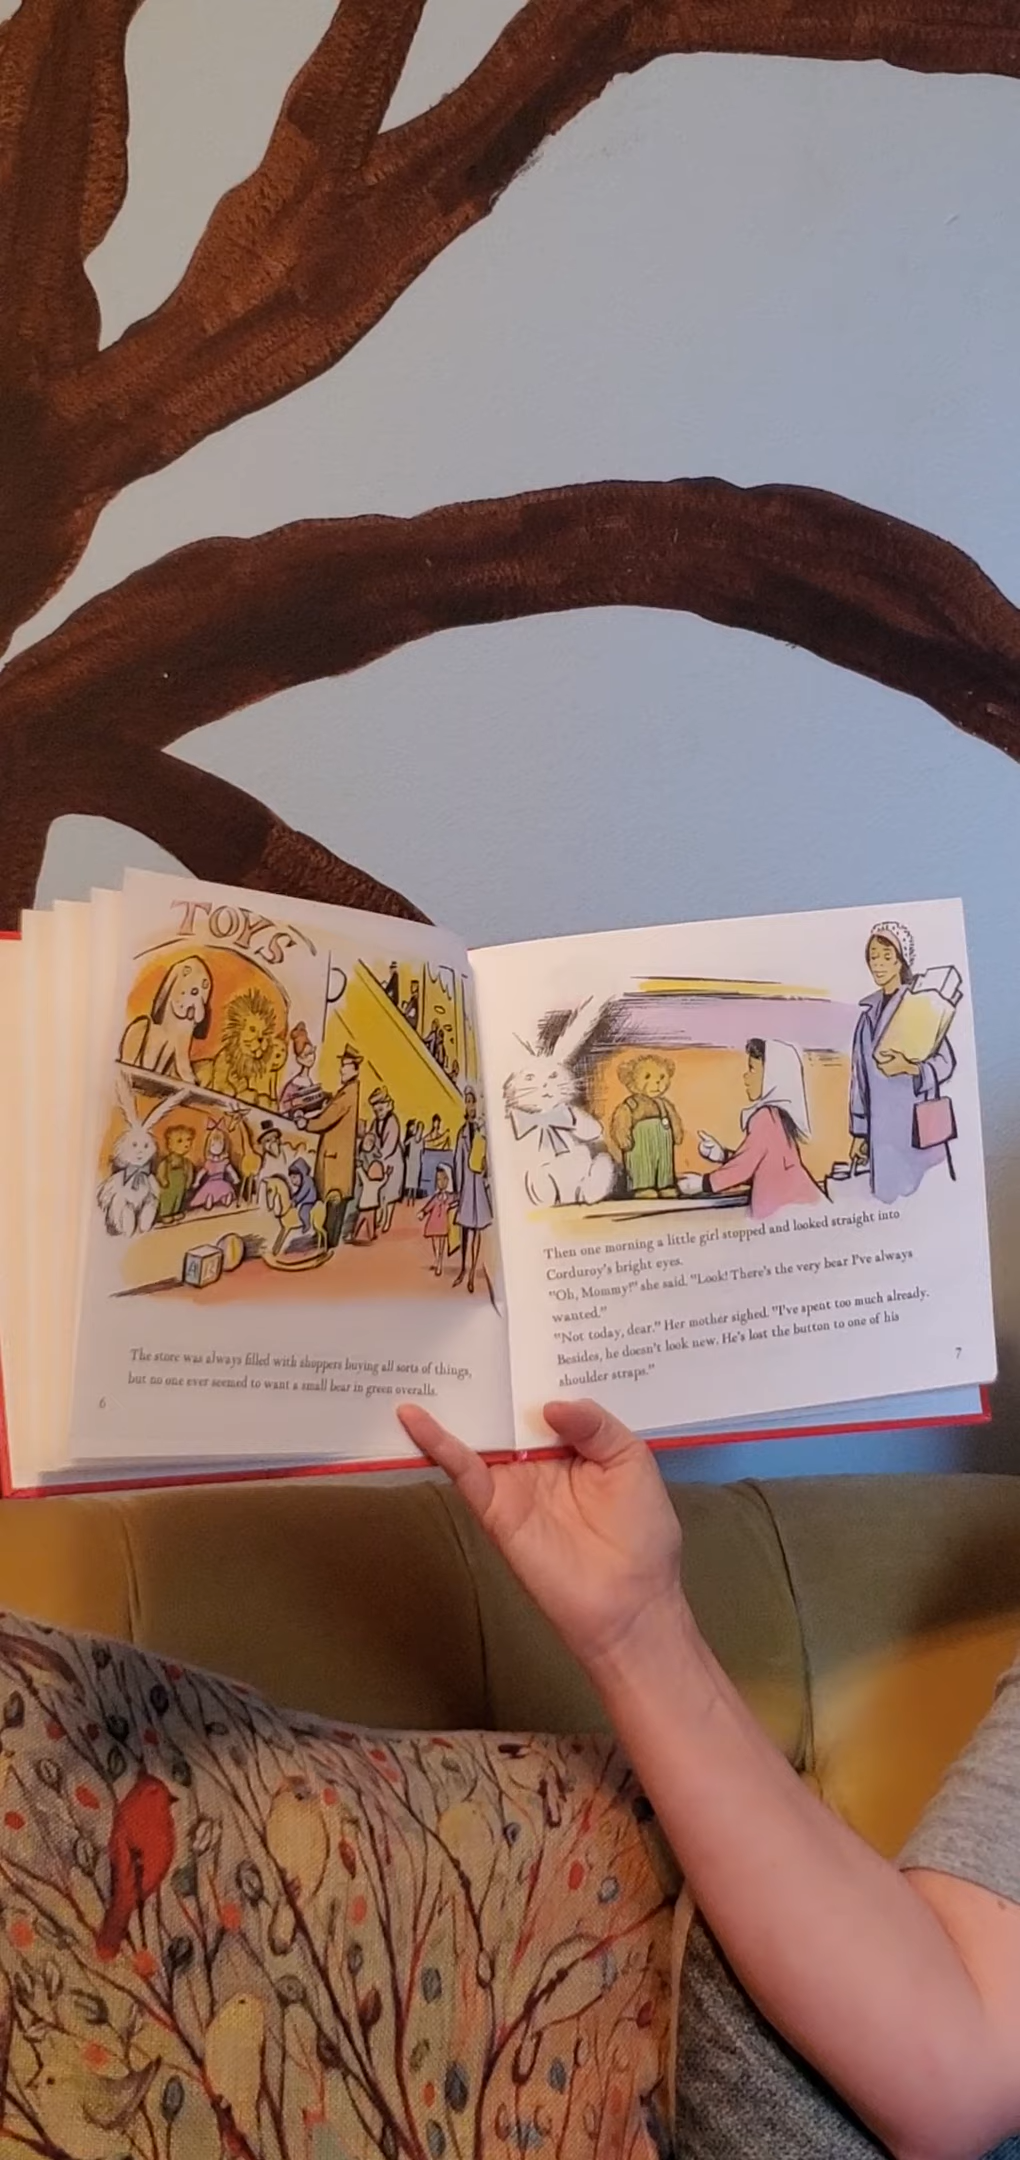 TOYS
A B
The store was always filled with shoppers buying all sorts of things,
but no one ever seemed to want a small bear in green overalls.
6
Then one morning a little girl stopped and looked straight into
Corduroy's bright eyes.
"Oh, Mommy!" she said. "Look! There's the very bear I've always
wanted."
"Not today, dear." Her mother sighed. "I've spent too much already.
Besides, he doesn't look new. He's lost the button to one of his
shoulder straps."
7